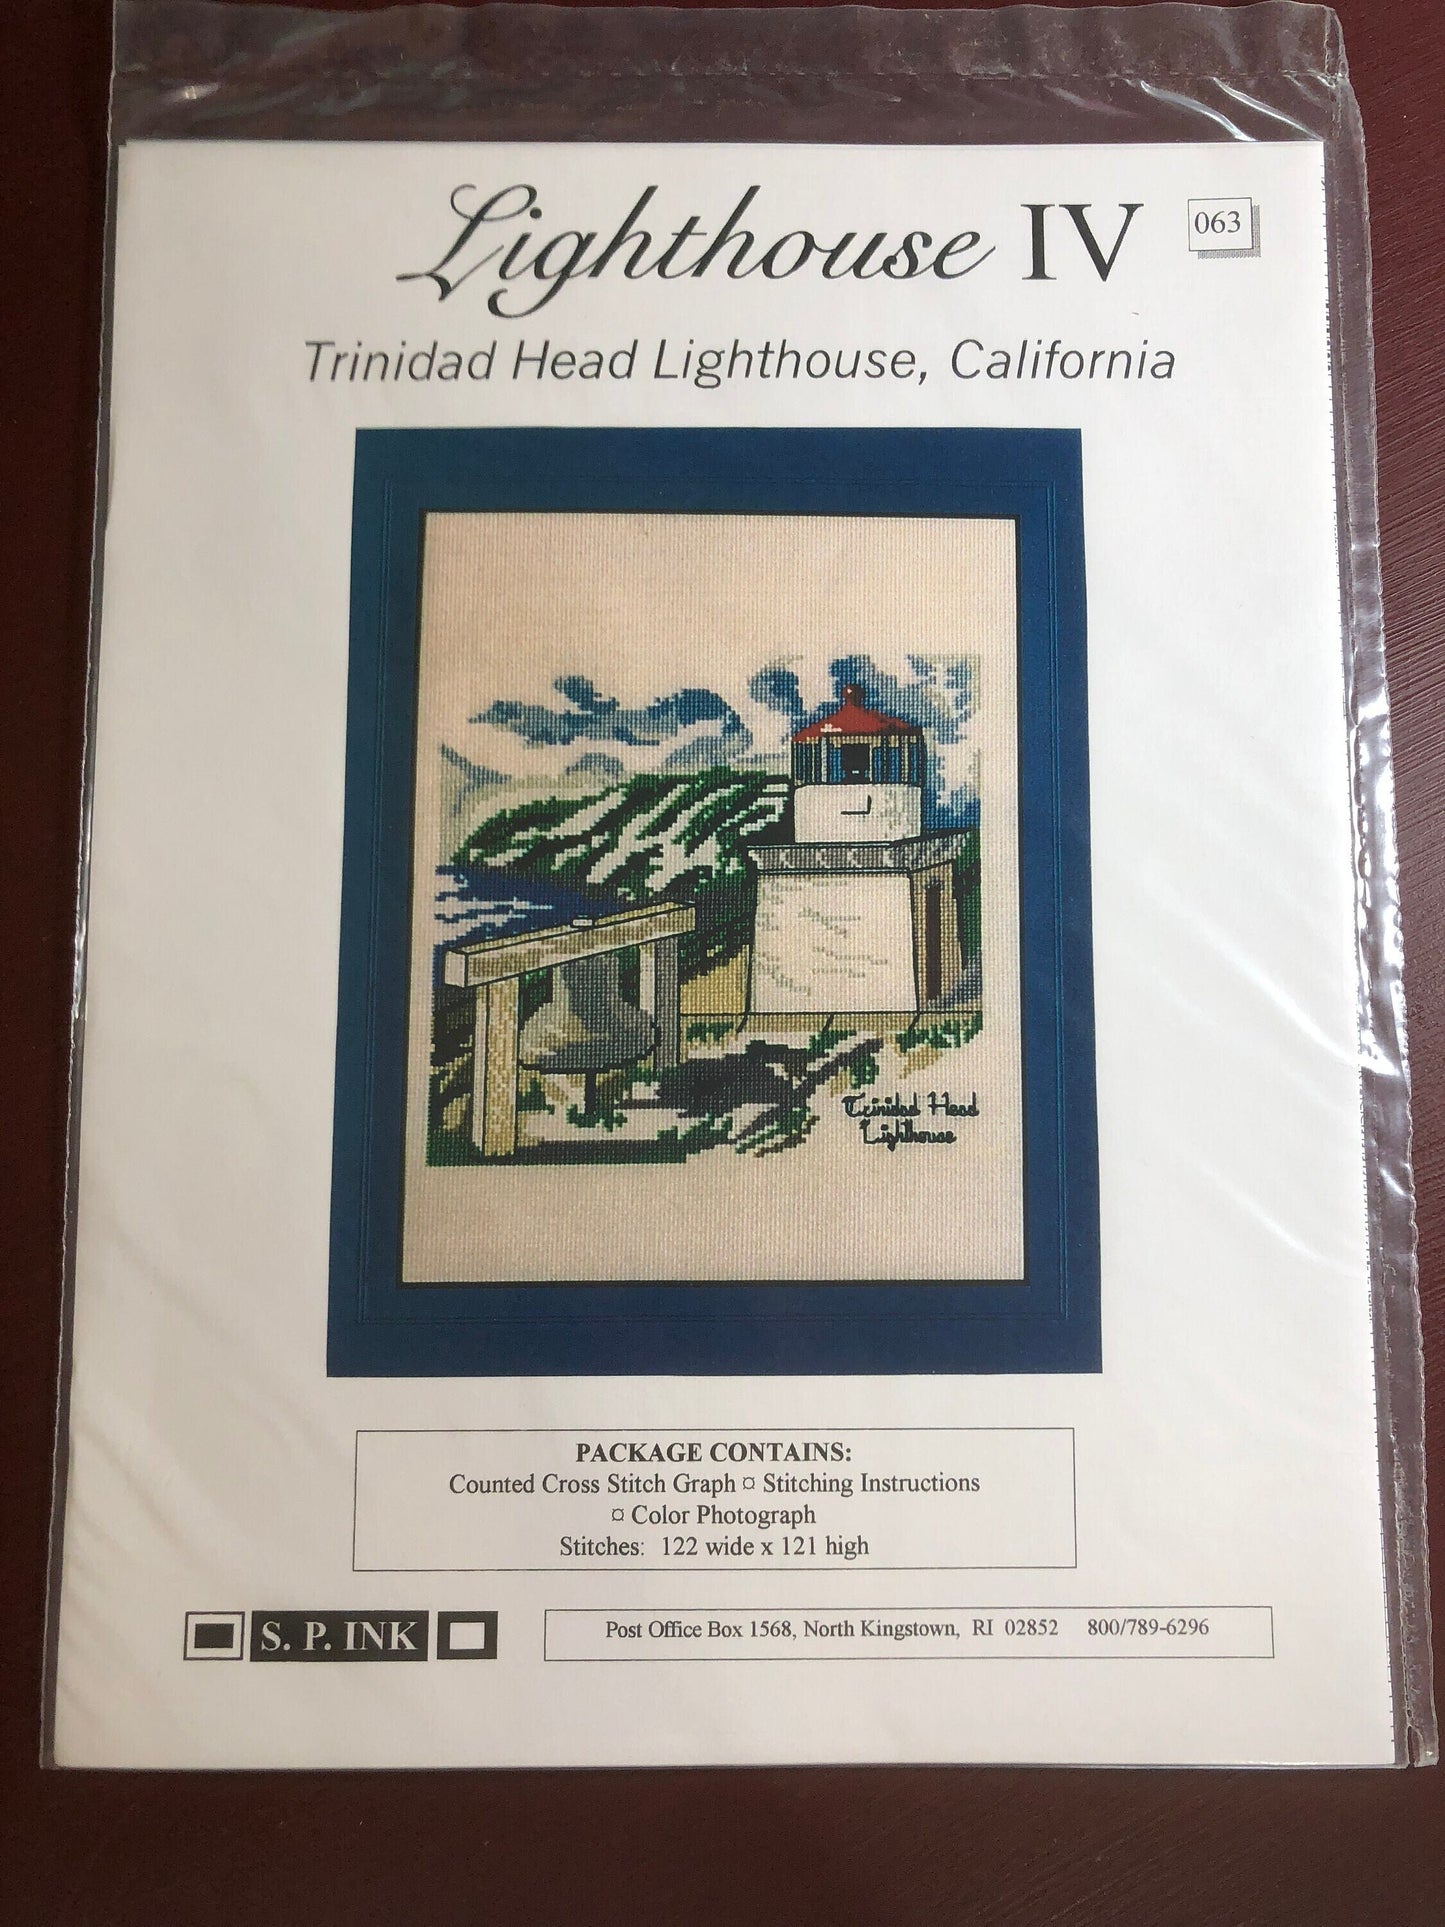 Lighthouse IV
063
Trinidad Head Lighthouse, California
Trinidad Head
Lighthouse
PACKAGE CONTAINS:
Counted Cross Stitch Graph ¤ Stitching Instructions
¤ Color Photograph
Stitches: 122 wide x 121 high
S. P. INK
Post Office Box 1568, North Kingstown, RI 02852 800/789-6296